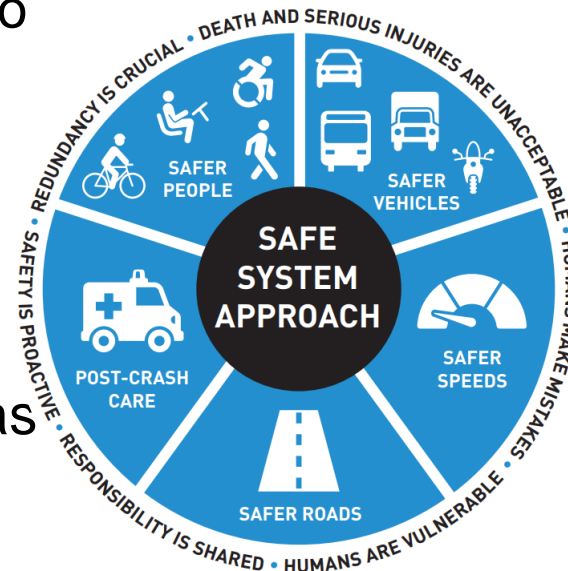 o
as
DEATH AND SERIOUS INJURIES ARE UNACCEPTABLE •
HUMANS MAKE MISTAKES •
HUMANS ARE VULNERABLE •
RESPONSIBILITY IS SHARED •
SAFETY IS PROACTIVE •
REDUNDANCY IS CRUCIAL •
SAFER
PEOPLE
SAFER
VEHICLES
SAFE
SYSTEM
APPROACH
SAFER
SPEEDS
POST-CRASH
CARE
SAFER ROADS